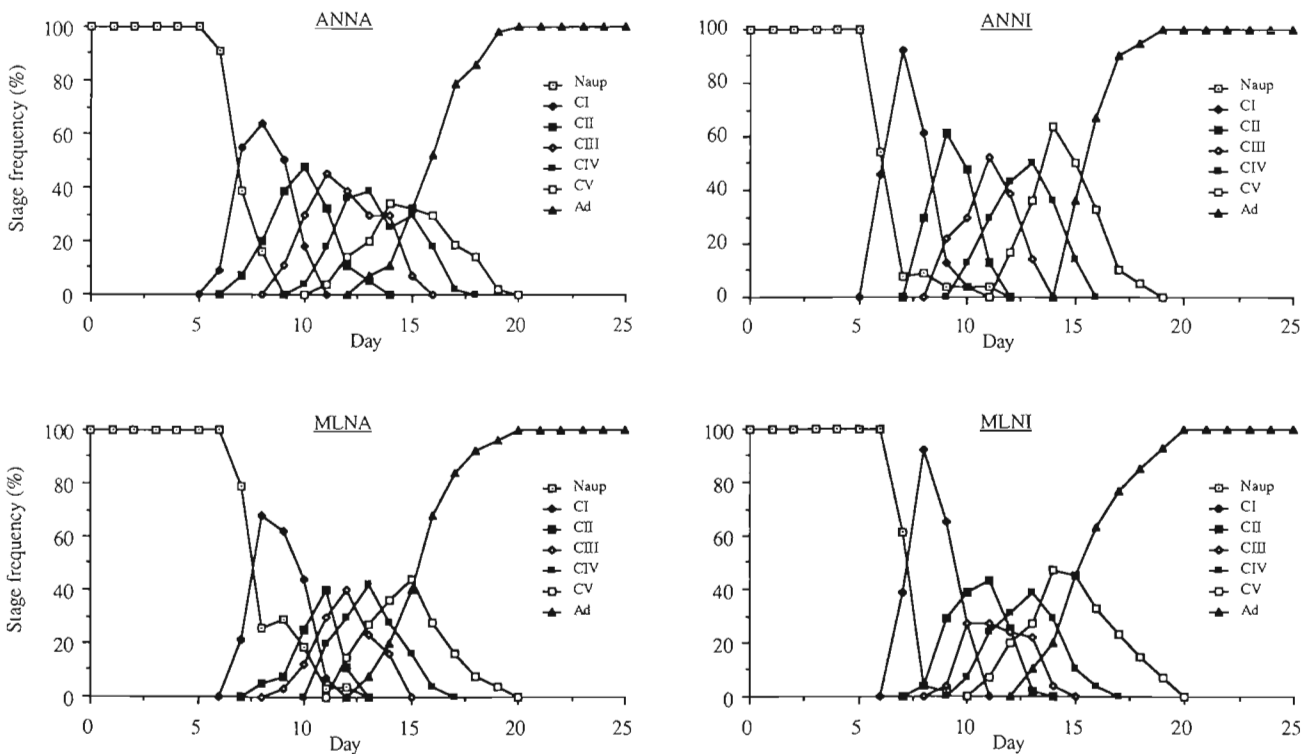 ANNA
Stage frequency (%)
100
80
60
40
20
0
Naup
CI
CII
CIII
CIV
CV
Ad
0 5 10 15 20 25
Day
ANNI
100
80
60
40
20
0
Naup
CI
CII
CIII
CIV
CV
Ad
0 5 10 15 20 25
Day
MLNA
Stage frequency (%)
100
80
60
40
20
0
Naup
CI
CII
CIII
CIV
CV
Ad
0 5 10 15 20 25
Day
MLNI
100
80
60
40
20
0
Naup
CI
CII
CIII
CIV
CV
Ad
0 5 10 15 20 25
Day